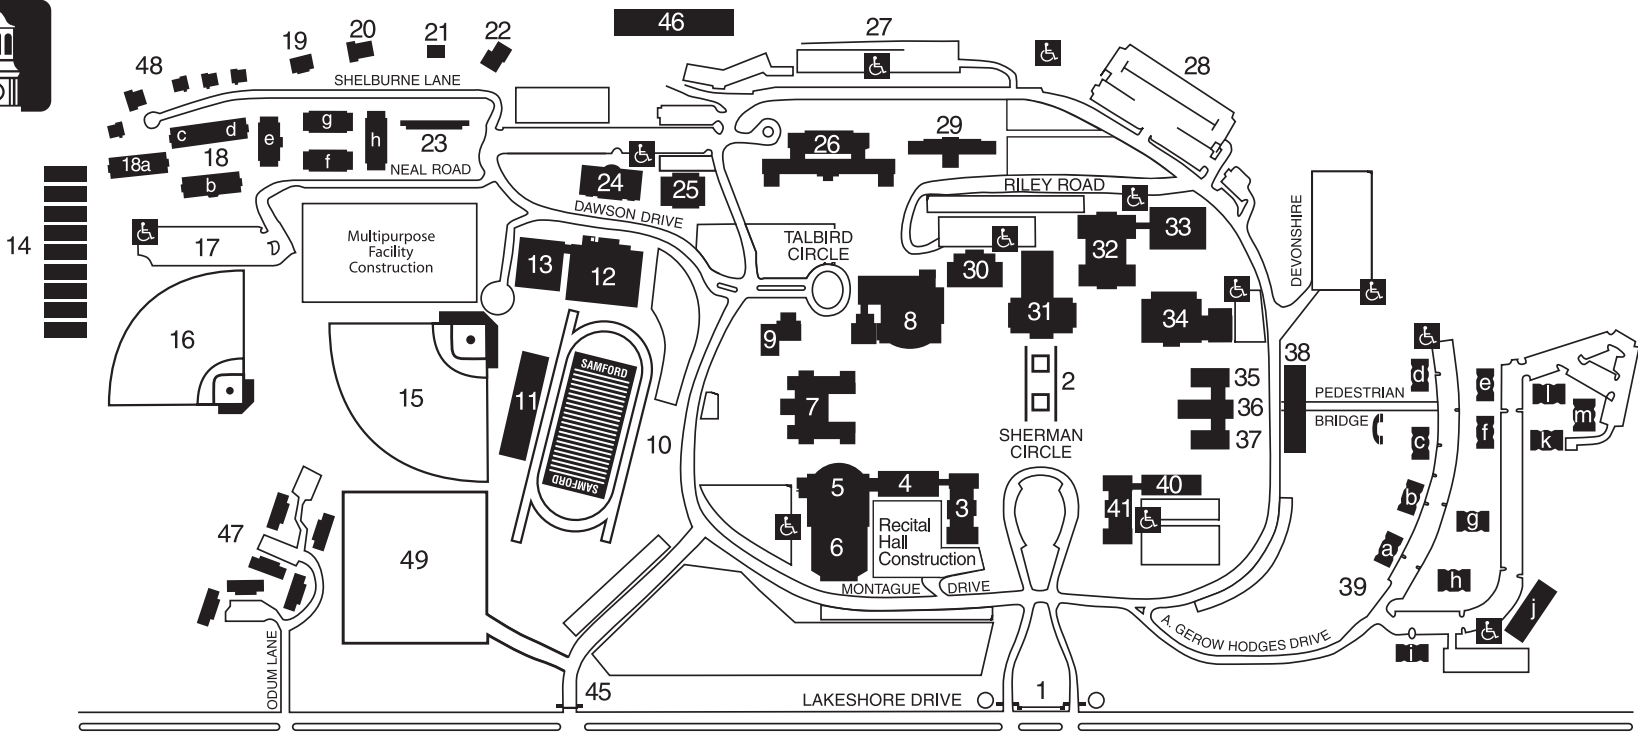 46
27
20
21
22
19
48
28
SHELBURNE LANE
g
c
d
e
h
23
29
26
18a
18
f
NEAL ROAD
b
24
25
RILEY ROAD
DAWSON DRIVE
33
14
17
Multipurpose
Facility
Construction
TALBIRD
CIRCLE
32
DEVONSHIRE
13
12
30
31
34
8
9
16
15
SAMFORD
11
SAMFORD
10
7
2
35
36
37
38
PEDESTRIAN
BRIDGE
SHERMAN
CIRCLE
d
e
l
m
c
f
k
b
g
a
h
j
i
39
5
4
3
6
Recital
Hall
Construction
40
41
47
49
MONTAGUE DRIVE
A. GEROW HODGES DRIVE
ODUM LANE
45
LAKESHORE DRIVE
1